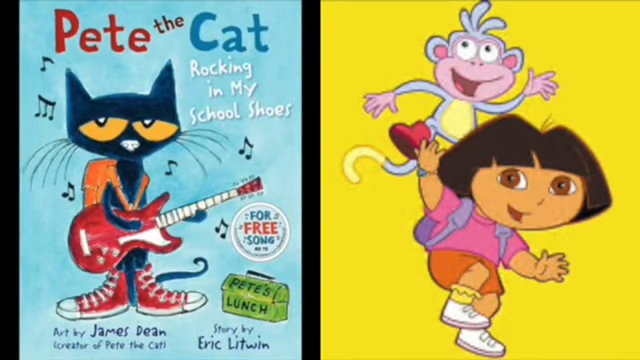 Pete the Cat
Rocking
in My
School Shoes
FOR
FREE
SONG
PETE'S
LUNCH
Art by James Dean
(creator of Pete the Cat)
Story by
Eric Litwin